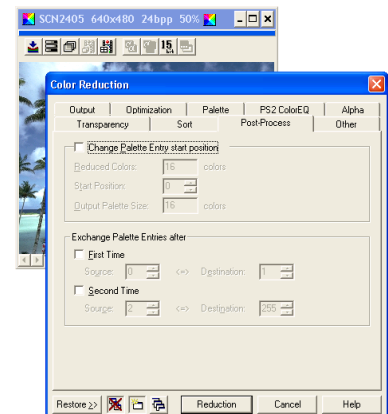 SCN2405 640x480 24bpp 50%
15
Color Reduction
Output Optimization Palette PS2 ColorEQ Alpha
Transparency Sort Post-Process Other
Change Palette Entry start position
Reduced Colors: 16 colors
Start Position: 0
Output Palette Size: 16 colors
Exchange Palette Entries after
First Time
Source: 0 <=> Destination: 1
Second Time
Source: 2 <=> Destination: 255
Restore >> Reduction Cancel Help